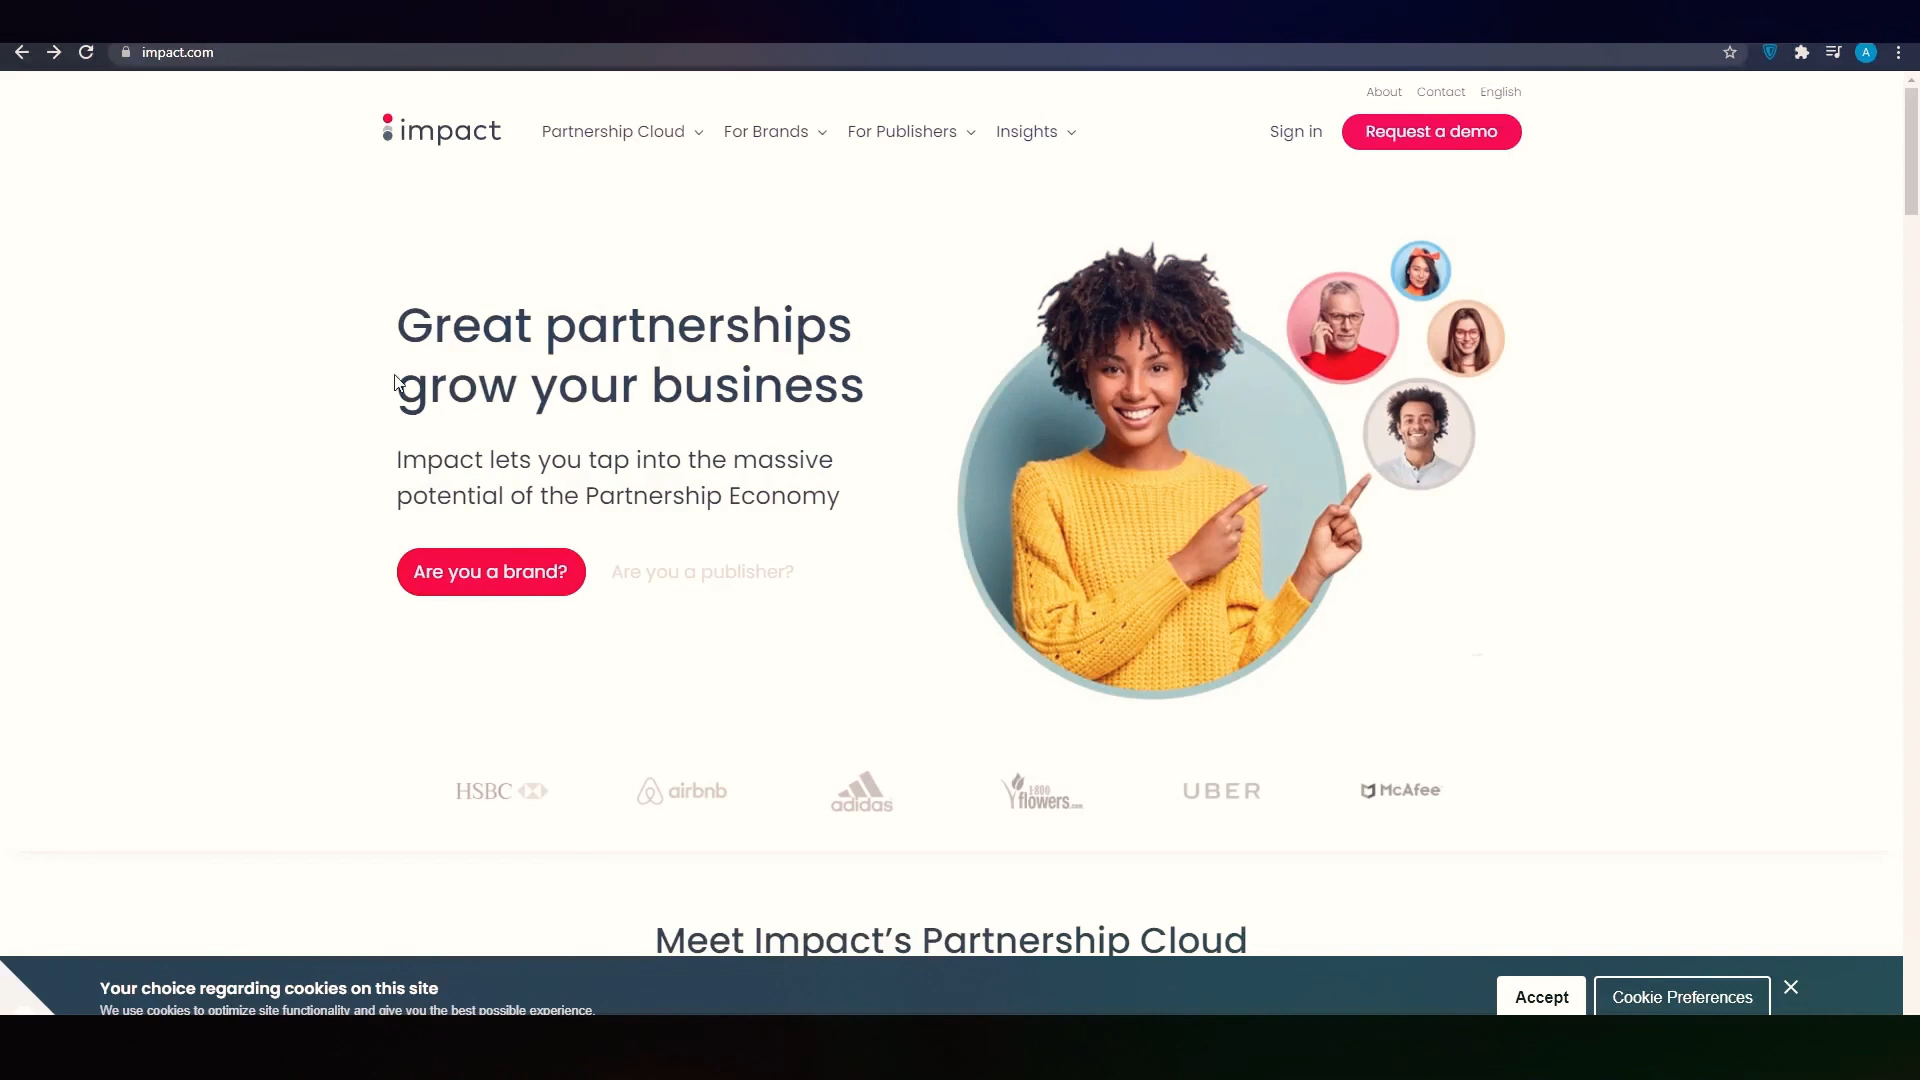 impact.com
A
About Contact English
impact
Partnership Cloud For Brands For Publishers Insights
Sign in Request a demo
Great partnerships
grow your business
Impact lets you tap into the massive
potential of the Partnership Economy
Are you a brand? Are you a publisher?
HSBC airbnb adidas 1·800 flowers.com UBER McAfee
Meet Impact's Partnership Cloud
Your choice regarding cookies on this site
We use cookies to optimize site functionality and give you the best possible experience.
Accept Cookie Preferences